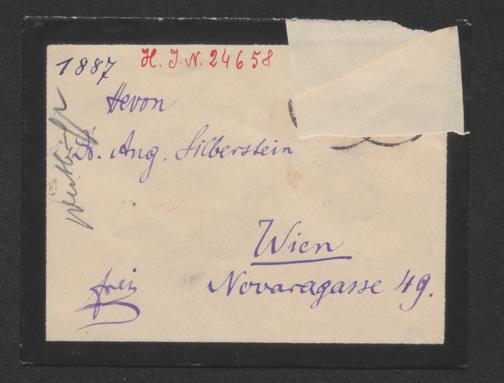 1887 H. I. N. 24658
Herrn
Dr. Aug. Silberstein
Wien
Novaragasse 49.
frei